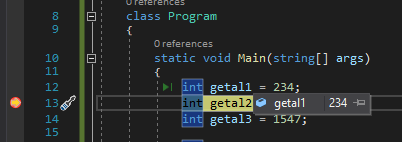 0 references
8 class Program
9 {
0 references
10 static void Main(string[] args)
11 {
12 int getal1 = 234;
13 int getal2 getal1 234
14 int getal3 = 1547;
15